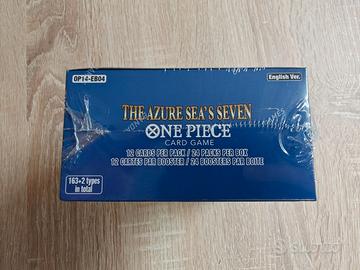 OP14-EB04
English Ver.
THE AZURE SEA'S SEVEN
ONE PIECE
CARD GAME
12 CARDS PER PACK / 24 PACKS PER BOX
12 CARTES PAR BOOSTER / 24 BOOSTERS PAR BOITE
163+2 types
in total
SUBITO